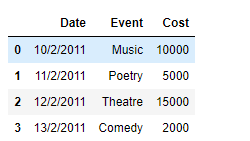 Date Event Cost
0 10/2/2011 Music 10000
1 11/2/2011 Poetry 5000
2 12/2/2011 Theatre 15000
3 13/2/2011 Comedy 2000